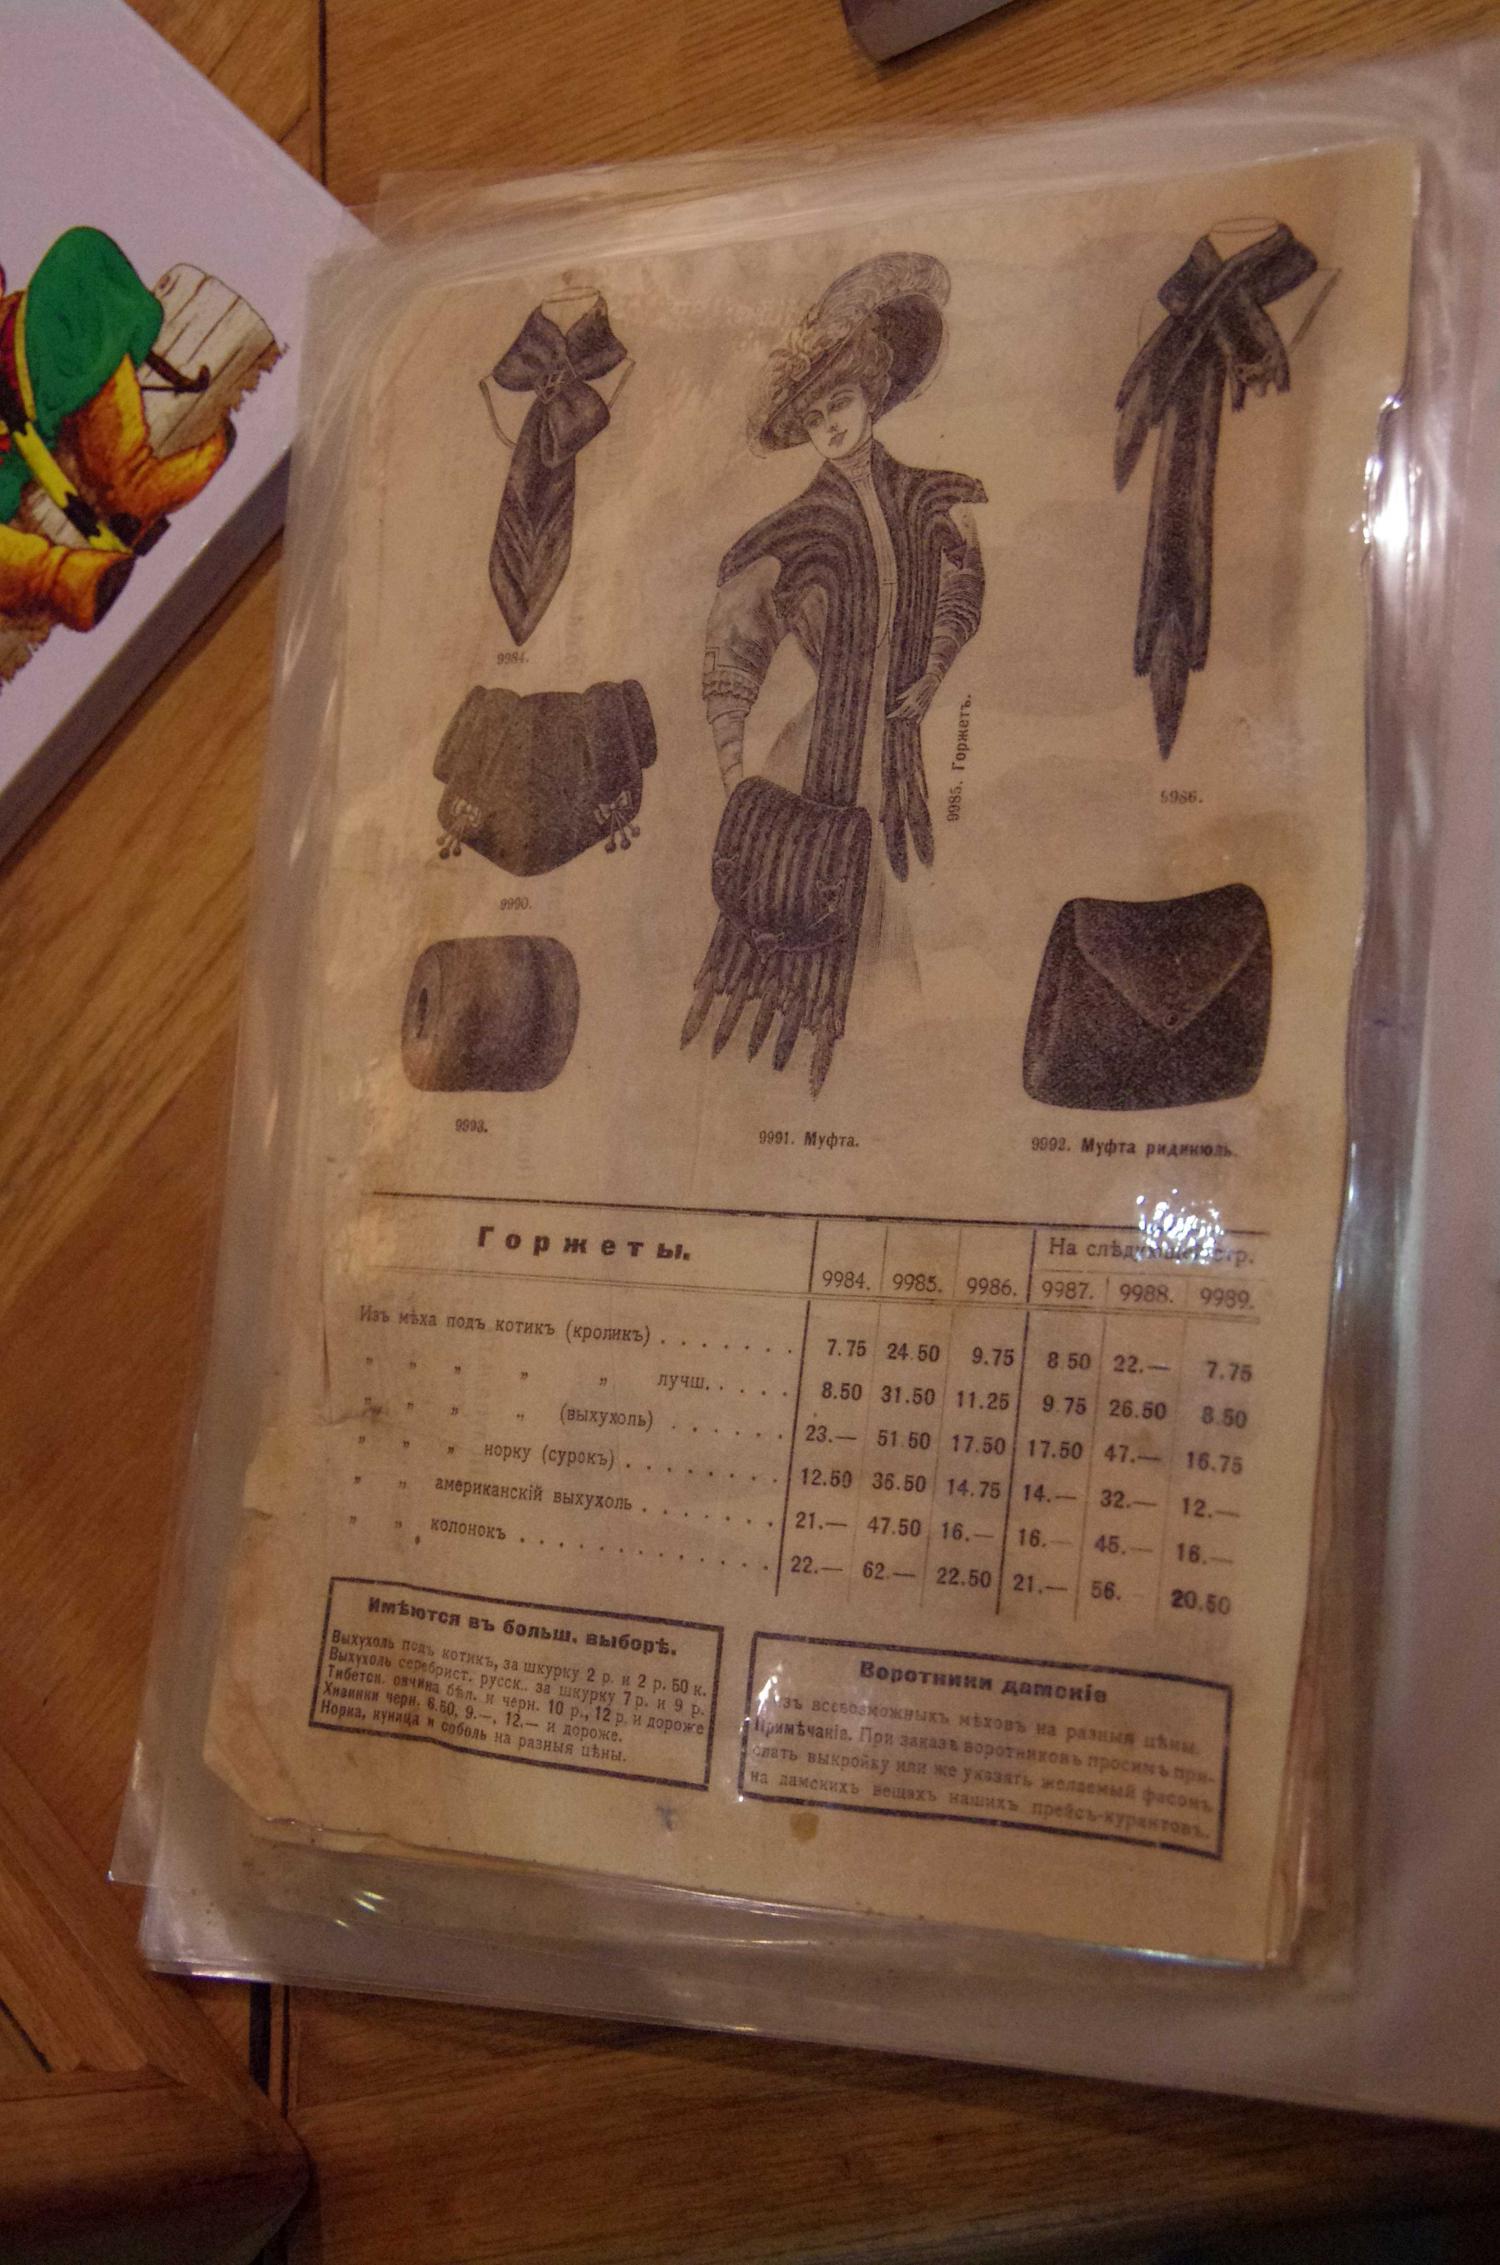 9984.
9985. Горжетъ.
9986.
9990.
9993.
9991. Муфта.
9992. Муфта ридикюль.
Горжеты.
На слѣдующей стр.
9984. 9985. 9986. 9987. 9988. 9989.
Изъ мѣха подъ котикъ (кроликъ) . . . . . . . 7.75 24.50 9.75 8.50 22.— 7.75
„ „ „ „ „ лучш. . . . . 8.50 31.50 11.25 9.75 26.50 8.50
„ „ „ „ (выхухоль) . . . . . . 23.— 51.50 17.50 17.50 47.— 16.75
„ „ „ норку (сурокъ) . . . . . . . . 12.50 36.50 14.75 14.— 32.— 12.—
„ „ американскій выхухоль . . . . . . . 21.— 47.50 16.— 16.— 45.— 16.—
„ „ колонокъ . . . . . . . . . . . . . 22.— 62.— 22.50 21.— 56. 20.50
Имѣются въ больш. выборѣ.
Выхухоль подъ котикъ, за шкурку 2 р. и 2 р. 50 к.
Выхухоль серебрист. русск. за шкурку 7 р. и 9 р.
Тибетск. овчина бѣл. и черн. 10 р., 12 р. и дороже
Хивинки черн. 6.50, 9.—, 12.— и дороже.
Норка, куница и соболь на разныя цѣны.
Воротники дамскіе
изъ всевозможныхъ мѣховъ на разныя цѣны.
Примѣчаніе. При заказѣ воротниковъ просимъ при-
слать выкройку или же указать желаемый фасонъ
на дамскихъ вещахъ нашихъ прейсъ-курантовъ.